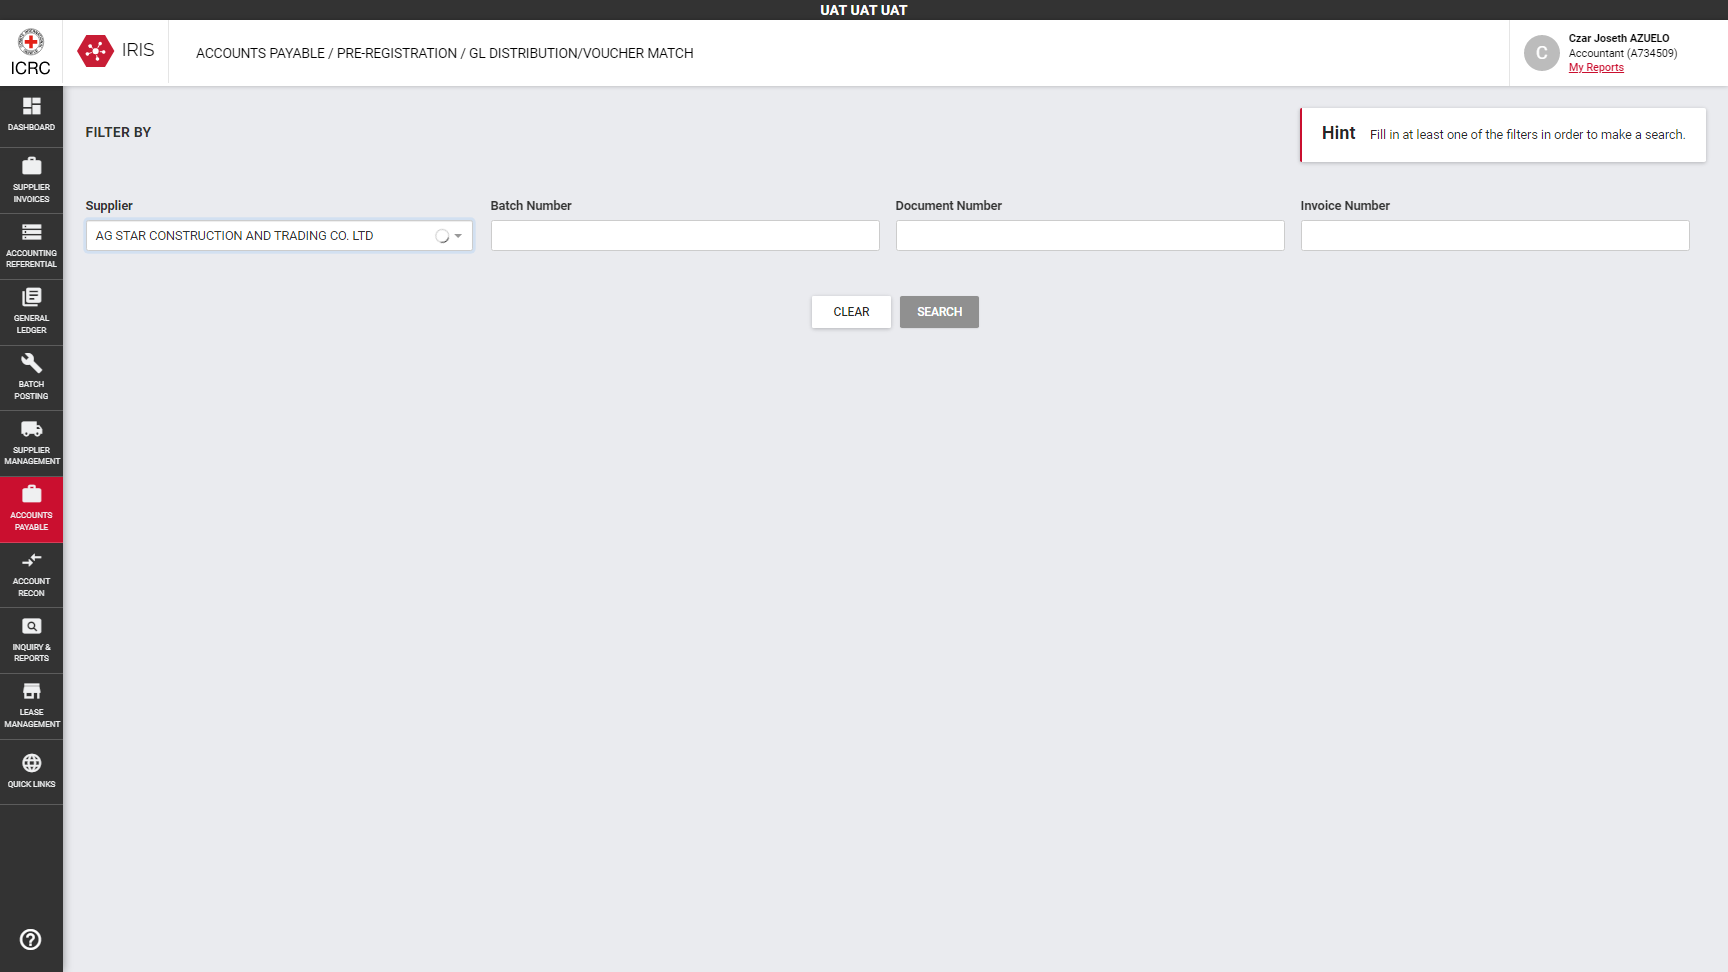 UAT UAT UAT
ICRC
IRIS
ACCOUNTS PAYABLE / PRE-REGISTRATION / GL DISTRIBUTION/VOUCHER MATCH
C
Czar Joseth AZUELO
Accountant (A734509)
My Reports
DASHBOARD
SUPPLIER
INVOICES
ACCOUNTING
REFERENTIAL
GENERAL
LEDGER
BATCH
POSTING
SUPPLIER
MANAGEMENT
ACCOUNTS
PAYABLE
ACCOUNT
RECON
INQUIRY &
REPORTS
LEASE
MANAGEMENT
QUICK LINKS
FILTER BY
Hint Fill in at least one of the filters in order to make a search.
Supplier
AG STAR CONSTRUCTION AND TRADING CO. LTD
Batch Number
Document Number
Invoice Number
CLEAR
SEARCH